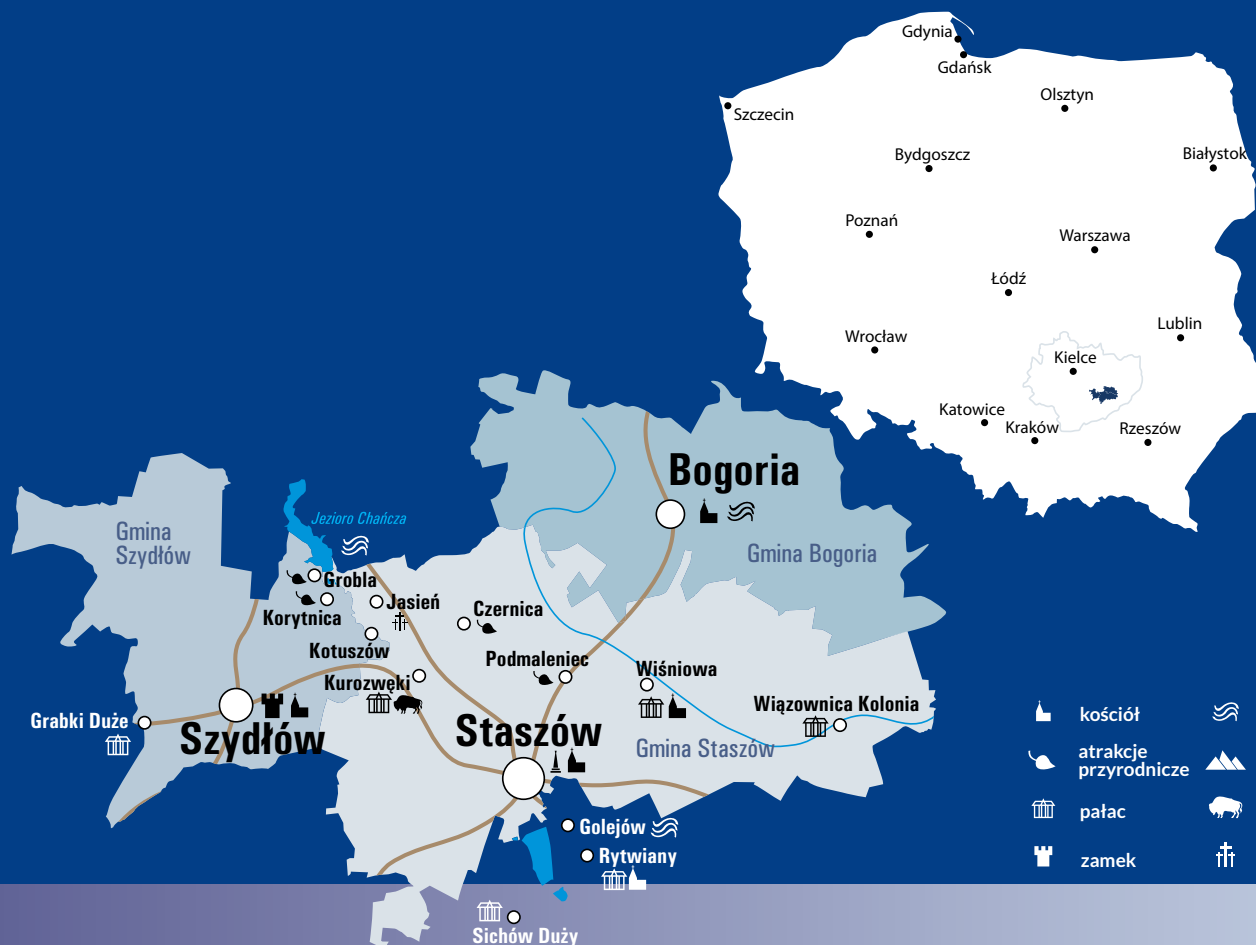 Gdynia
Gdańsk
Szczecin
Olsztyn
Bydgoszcz
Białystok
Poznań
Warszawa
Łódź
Wrocław
Lublin
Kielce
Katowice
Kraków
Rzeszów
Bogoria
Gmina
Szydłów
Jezioro Chańcza
Gmina Bogoria
Grobla
Korytnica
Jasień
Czernica
Kotuszów
Podmaleniec
Kurozwęki
Wiśniowa
Wiązownica Kolonia
Grabki Duże
Szydłów
Staszów
Gmina Staszów
Golejów
Rytwiany
Sichów Duży
kościół
atrakcje
przyrodnicze
pałac
zamek